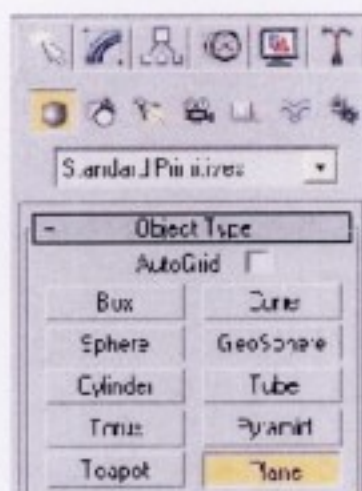 Standard Primitives
- Object Type
AutoGrid
Box Cone
Sphere GeoSphere
Cylinder Tube
Torus Pyramid
Teapot Plane